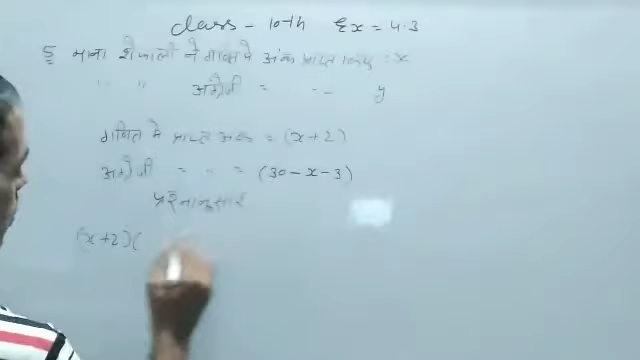 class - 10th Ex = 4.3
5 माना शेफाली ने गणित में अंक प्राप्त किए = x
" " अंग्रेजी = -- y
गणित में प्राप्त अंक = (x+2)
अंग्रेजी " " = (30-x-3)
प्रश्नानुसार
(x+2)(